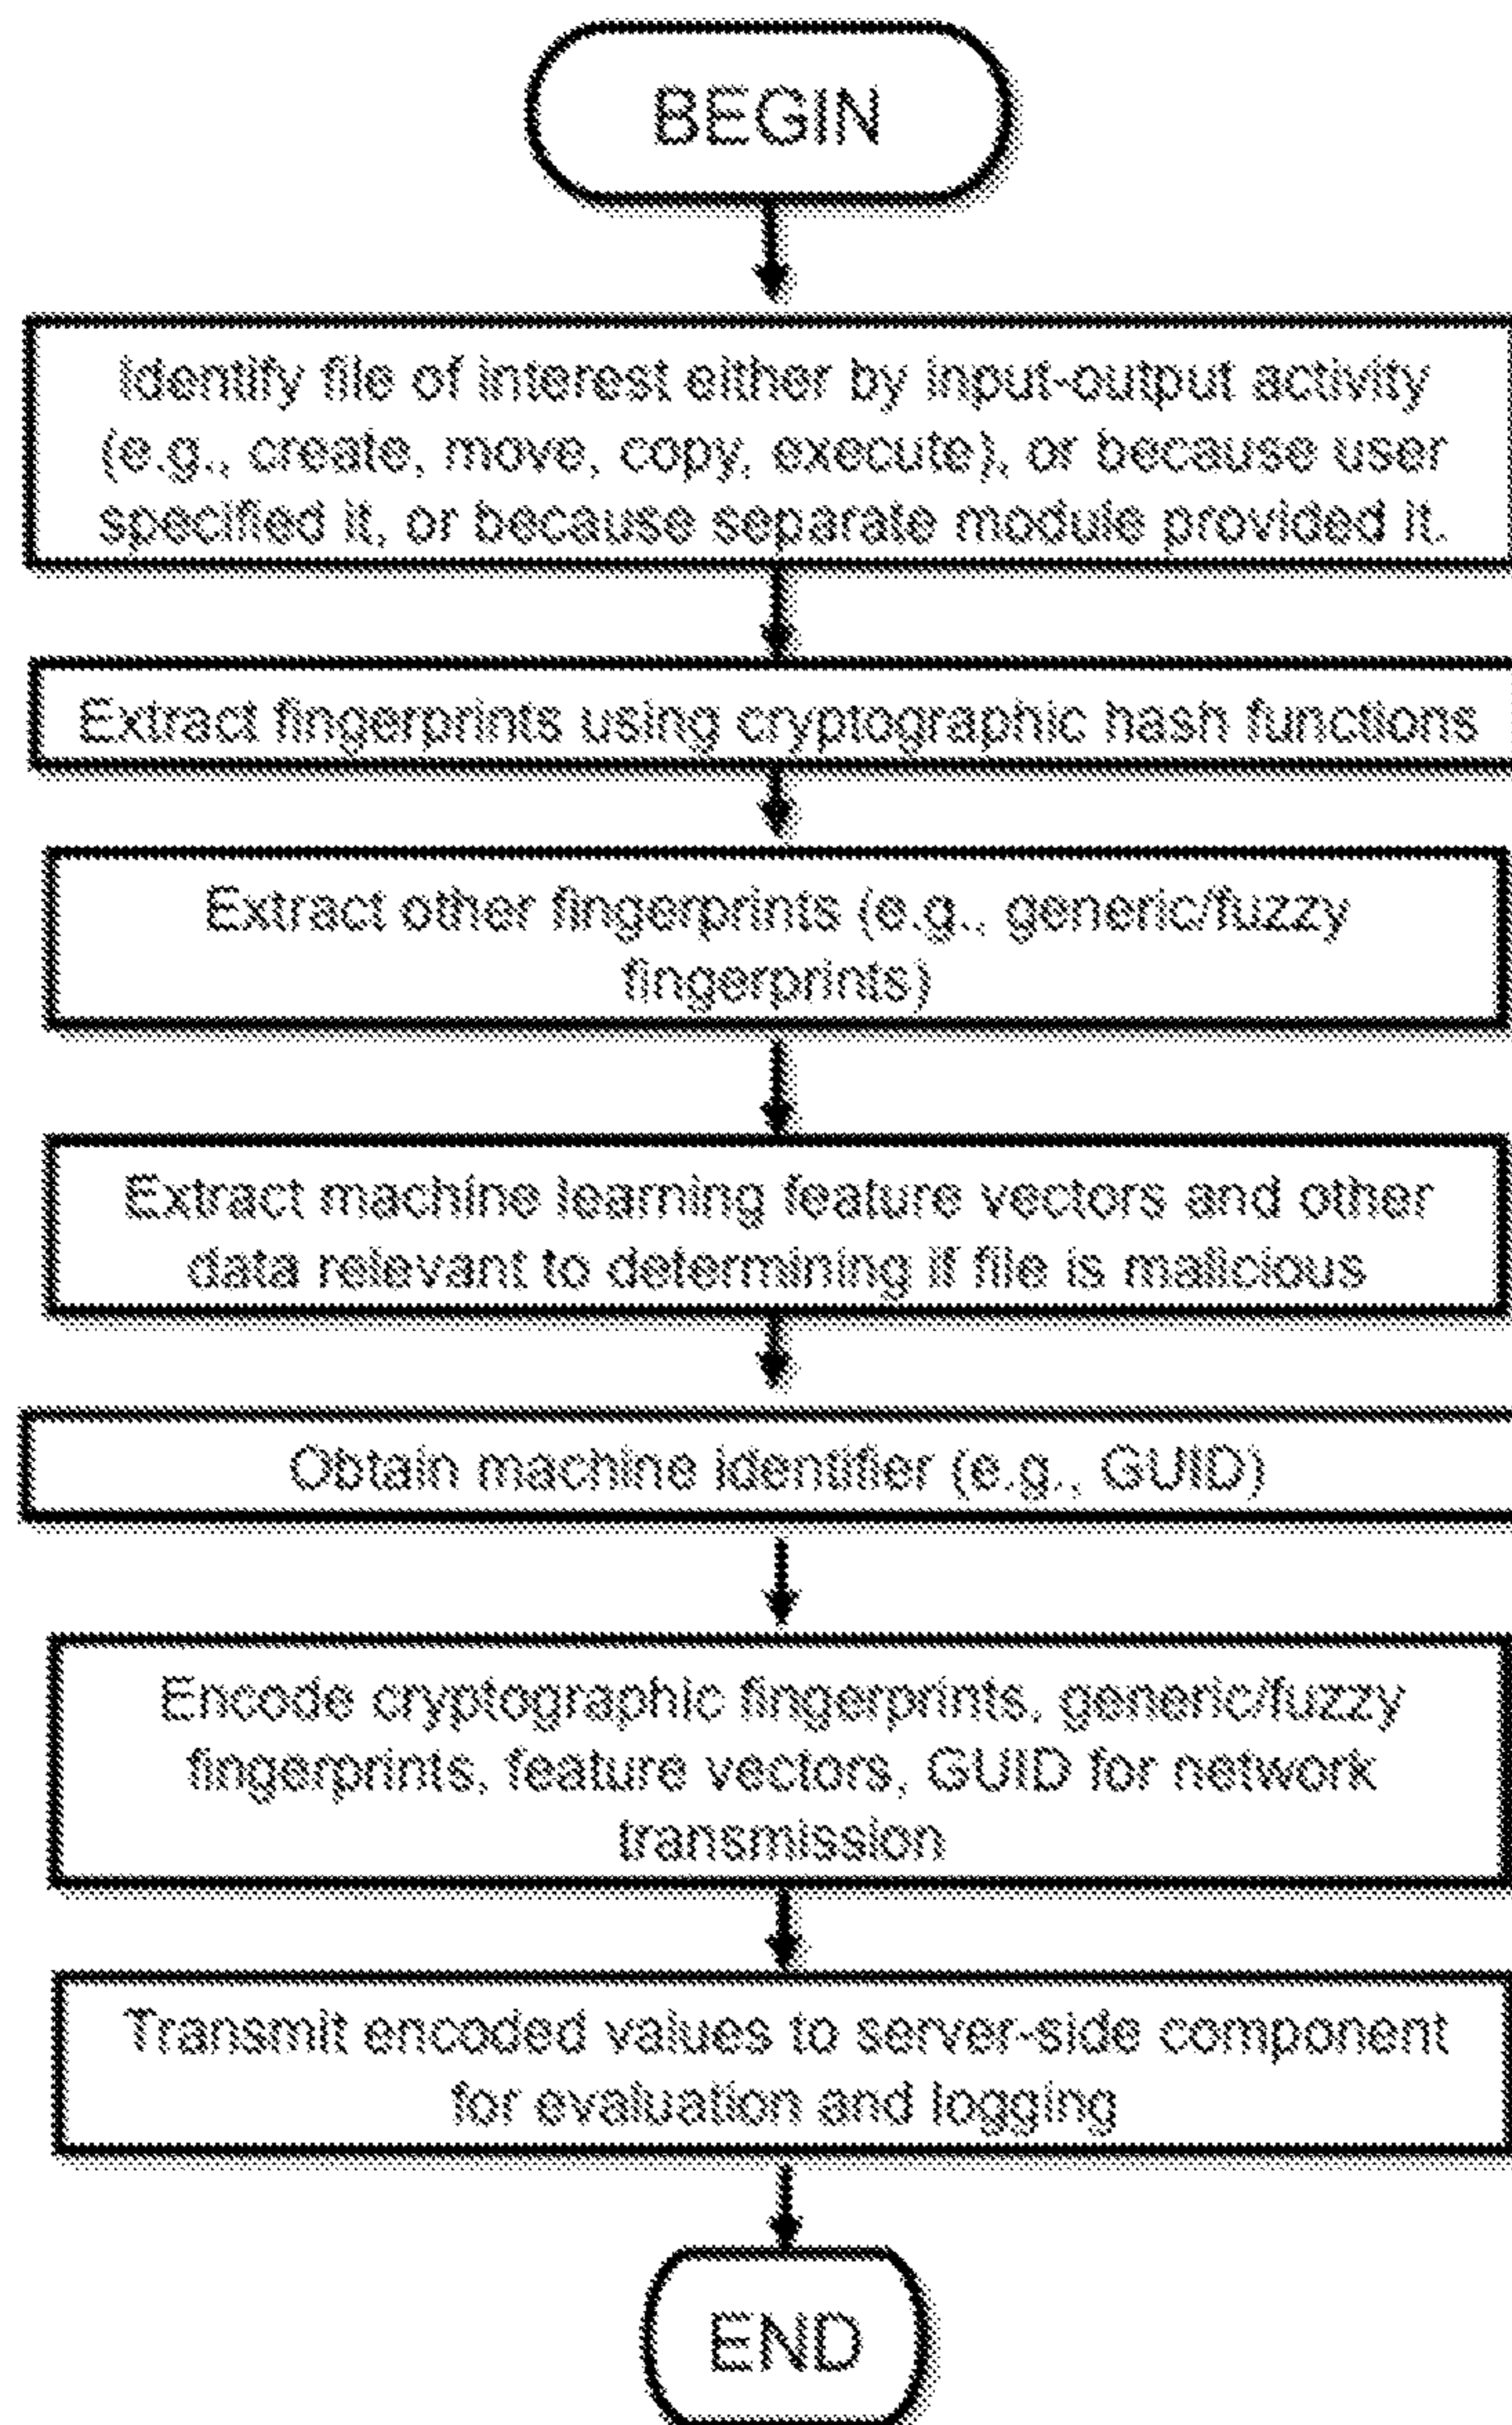 BEGIN
Identify file of interest either by input-output activity
(e.g., create, move, copy, execute), or because user
specified it, or because separate module provided it.
Extract fingerprints using cryptographic hash functions
Extract other fingerprints (e.g., generic/fuzzy
fingerprints)
Extract machine learning feature vectors and other
data relevant to determining if file is malicious
Obtain machine identifier (e.g., GUID)
Encode cryptographic fingerprints, generic/fuzzy
fingerprints, feature vectors, GUID for network
transmission
Transmit encoded values to server-side component
for evaluation and logging
END